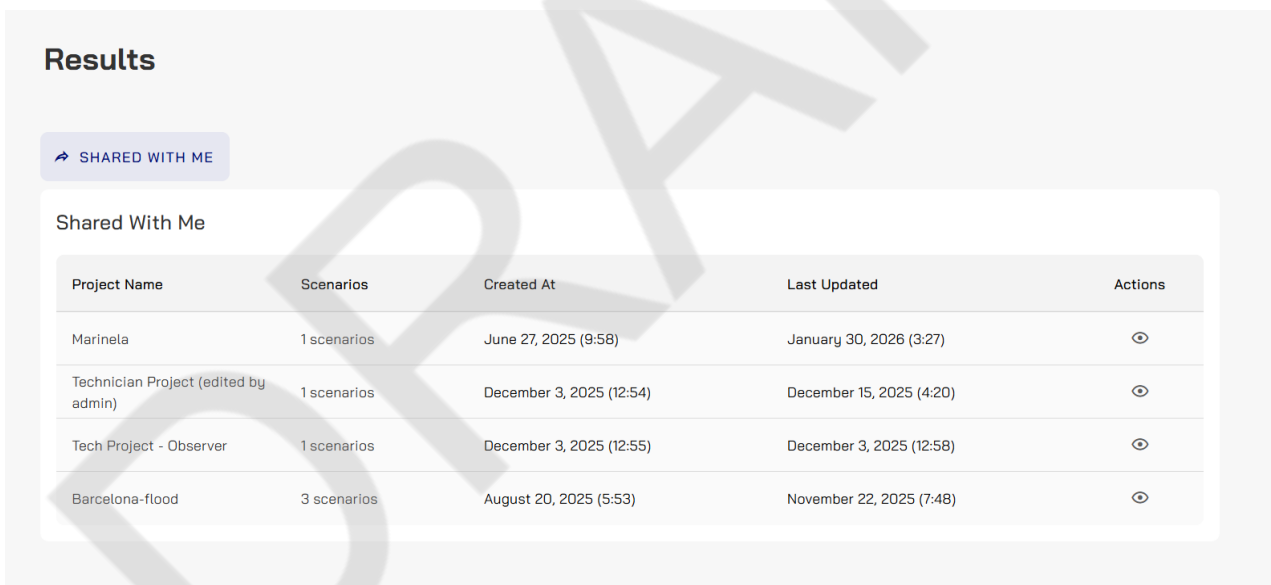 Results
SHARED WITH ME
Shared With Me
Project Name Scenarios Created At Last Updated Actions
Marinela 1 scenarios June 27, 2025 (9:58) January 30, 2026 (3:27)
Technician Project (edited by
admin) 1 scenarios December 3, 2025 (12:54) December 15, 2025 (4:20)
Tech Project - Observer 1 scenarios December 3, 2025 (12:55) December 3, 2025 (12:58)
Barcelona-flood 3 scenarios August 20, 2025 (5:53) November 22, 2025 (7:48)
DRA